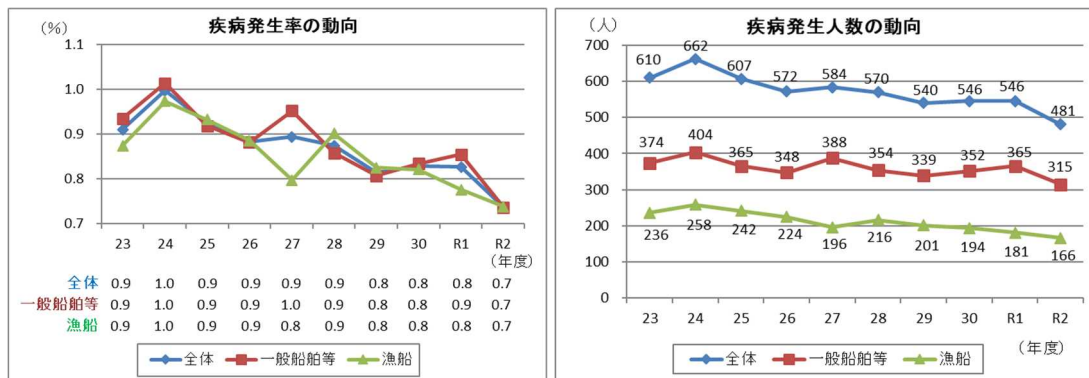 疾病発生率の動向
(%)
1.1
1.0
0.9
0.8
0.7
23 24 25 26 27 28 29 30 R1 R2
(年度)
全体 0.9 1.0 0.9 0.9 0.9 0.9 0.8 0.8 0.8 0.7
一般船舶等 0.9 1.0 0.9 0.9 1.0 0.9 0.8 0.8 0.9 0.7
漁船 0.9 1.0 0.9 0.9 0.8 0.9 0.8 0.8 0.8 0.7
全体 一般船舶等 漁船
疾病発生人数の動向
(人)
700
600
500
400
300
200
100
0
610 662 607 572 584 570 540 546 546 481
374 404 365 348 388 354 339 352 365 315
236 258 242 224 196 216 201 194 181 166
23 24 25 26 27 28 29 30 R1 R2
(年度)
全体 一般船舶等 漁船